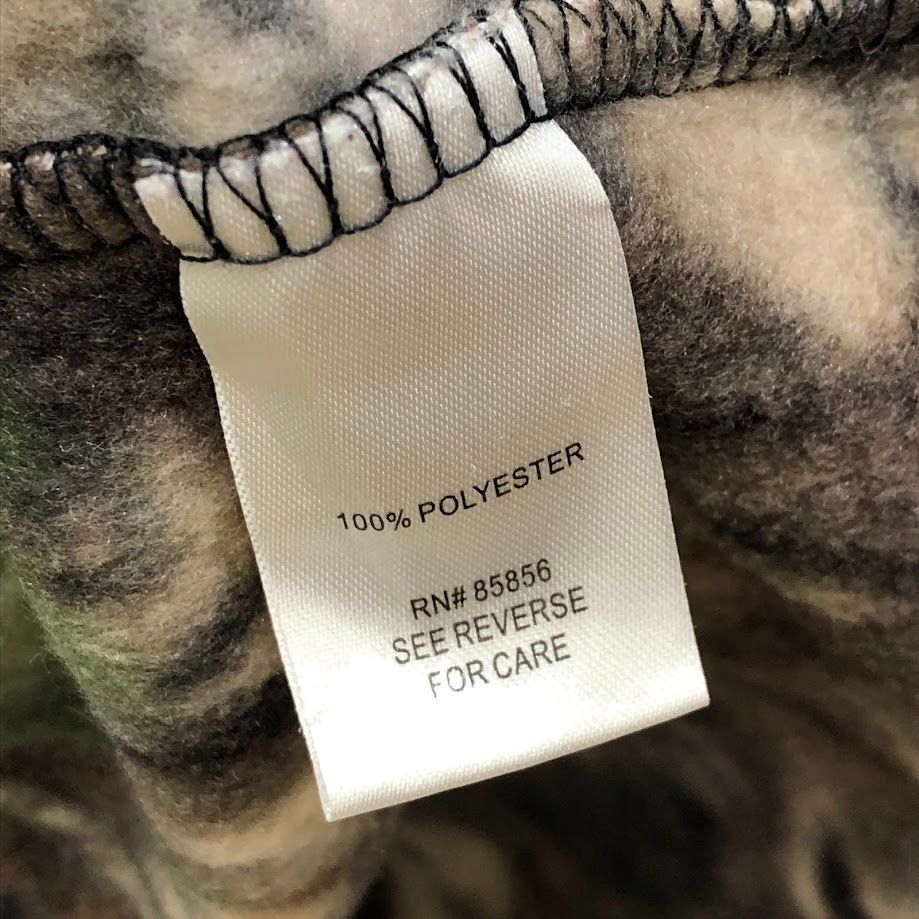 100% POLYESTER
RN# 85856
SEE REVERSE
FOR CARE